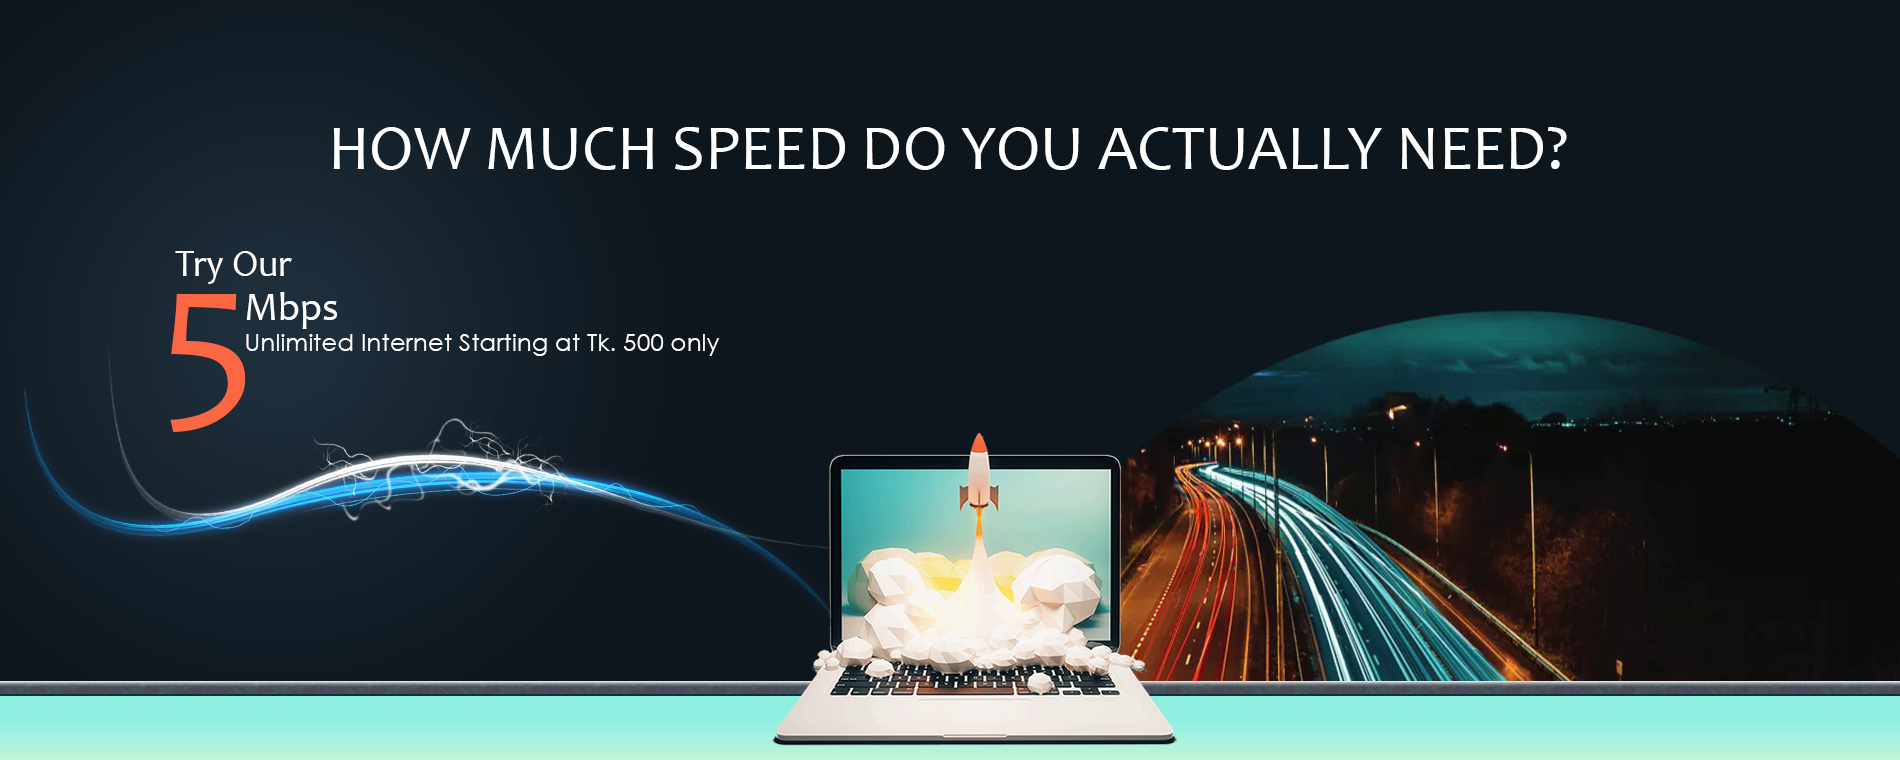 HOW MUCH SPEED DO YOU ACTUALLY NEED?
Try Our
5 Mbps
Unlimited Internet Starting at Tk. 500 only